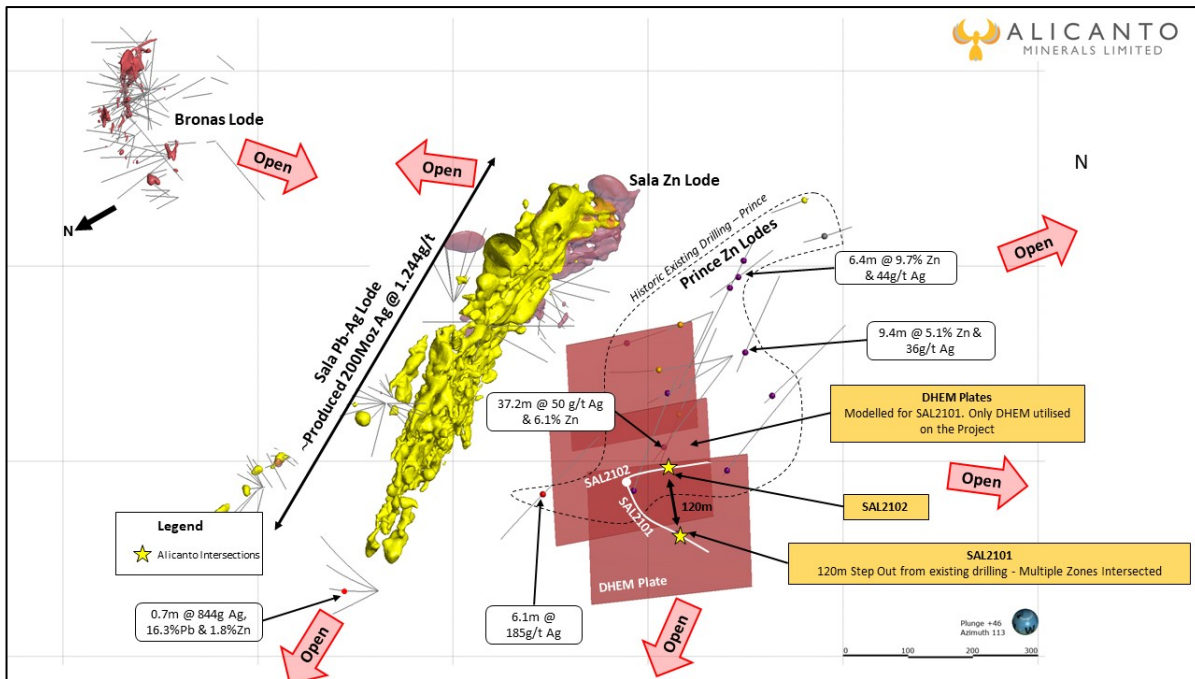 ALICANTO
MINERALS LIMITED
Bronas Lode
Open
Open
N
N
Sala Zn Lode
Historic Existing Drilling – Prince
Prince Zn Lodes
Open
6.4m @ 9.7% Zn
& 44g/t Ag
Sala Pb-Ag Lode
~Produced 200Moz Ag @ 1.244g/t
9.4m @ 5.1% Zn &
36g/t Ag
37.2m @ 50 g/t Ag
& 6.1% Zn
DHEM Plates
Modelled for SAL2101. Only DHEM utilised
on the Project
SAL2102
Open
120m
SAL2102
SAL2101
Legend
Alicanto Intersections
SAL2101
120m Step Out from existing drilling - Multiple Zones Intersected
DHEM Plate
0.7m @ 844g Ag,
16.3%Pb & 1.8%Zn
6.1m @
185g/t Ag
Open
Open
Plunge +46
Azimuth 113
W
0 100 200 300